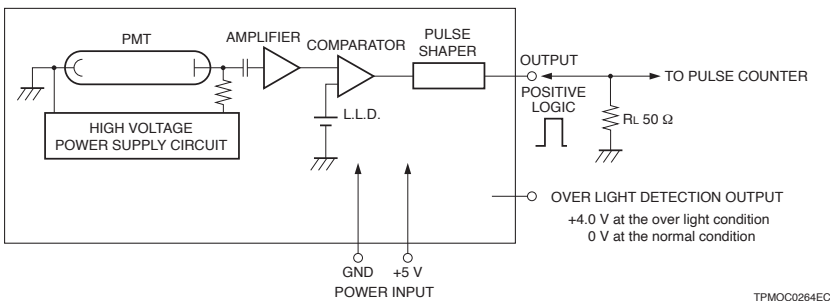 PMT
AMPLIFIER
COMPARATOR
PULSE
SHAPER
L.L.D.
HIGH VOLTAGE
POWER SUPPLY CIRCUIT
OUTPUT
POSITIVE
LOGIC
TO PULSE COUNTER
RL 50 Ω
OVER LIGHT DETECTION OUTPUT
+4.0 V at the over light condition
0 V at the normal condition
GND +5 V
POWER INPUT
TPMOC0264EC